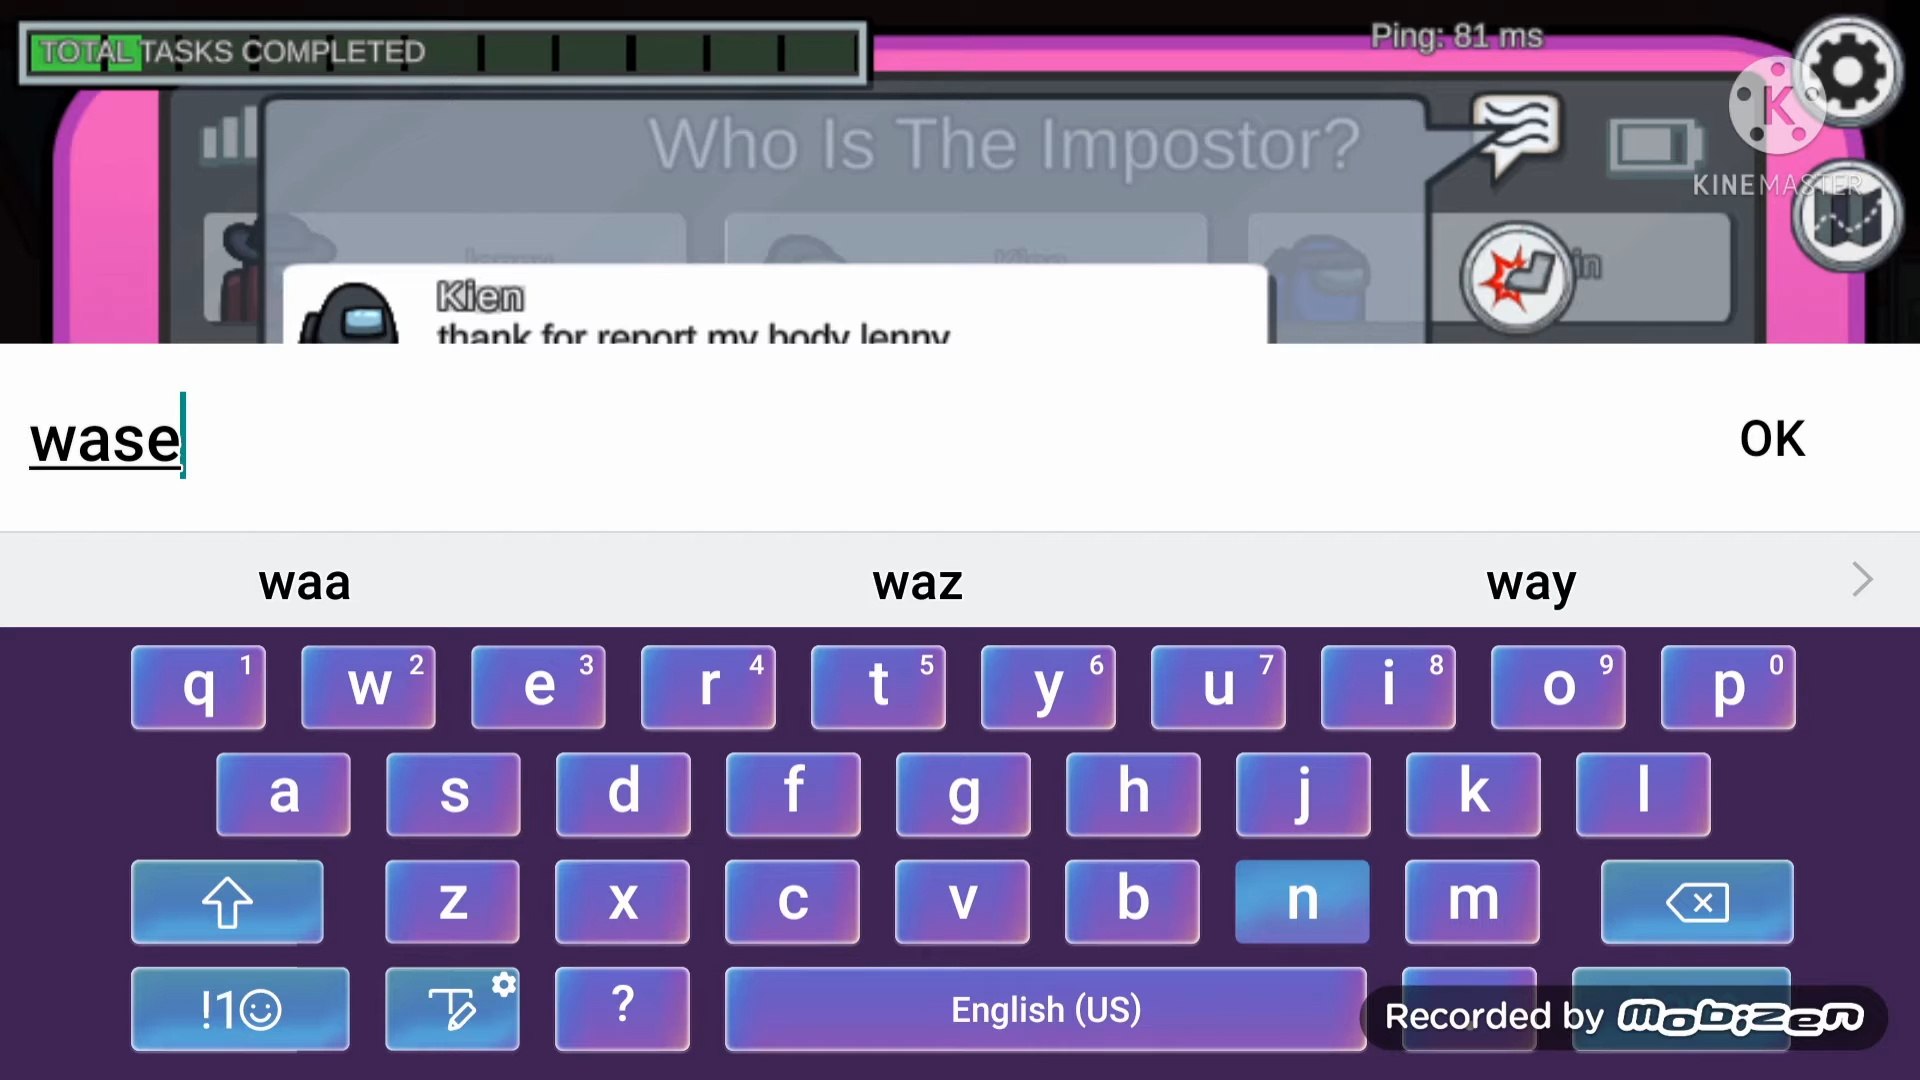 TOTAL TASKS COMPLETED
Ping: 81 ms
Who Is The Impostor?
KINEMASTER
lenny
Kien
Kien
thank for report my body lenny
wase
OK
waa waz way
q 1 w 2 e 3 r 4 t 5 y 6 u 7 i 8 o 9 p 0
a s d f g h j k l
z x c v b n m
!1☺ T ? English (US)
Recorded by mobizen